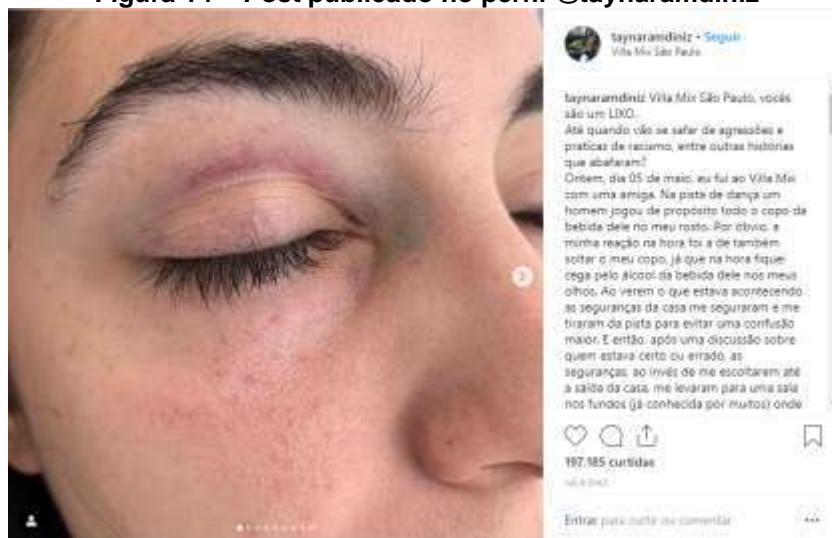 Figura 14 – Post publicado no perfil @taynaramdiniz
taynaramdiniz • Seguir
Villa Mix São Paulo
taynaramdiniz Villa Mix São Paulo, vocês
são um LIXO.
Até quando vão se safar de agressões e
praticas de racismo, entre outras histórias
que abafaram?
Ontem, dia 05 de maio, eu fui ao Villa Mix
com uma amiga. Na pista de dança um
homem jogou de propósito todo o copo da
bebida dele no meu rosto. Por óbvio, a
minha reação na hora foi a de também
soltar o meu copo, já que na hora fiquei
cega pelo álcool da bebida dele nos meus
olhos. Ao verem o que estava acontecendo
as seguranças da casa me seguraram e me
tiraram da pista para evitar uma confusão
maior. E então, após uma discussão sobre
quem estava certo ou errado, as
seguranças, ao invés de me escoltarem até
a saída da casa, me levaram para uma sala
nos fundos (já conhecida por muitos) onde
197.185 curtidas
Entrar para curtir ou comentar